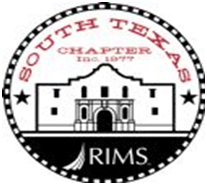 SOUTH TEXAS
CHAPTER
Inc. 1977
RIMS